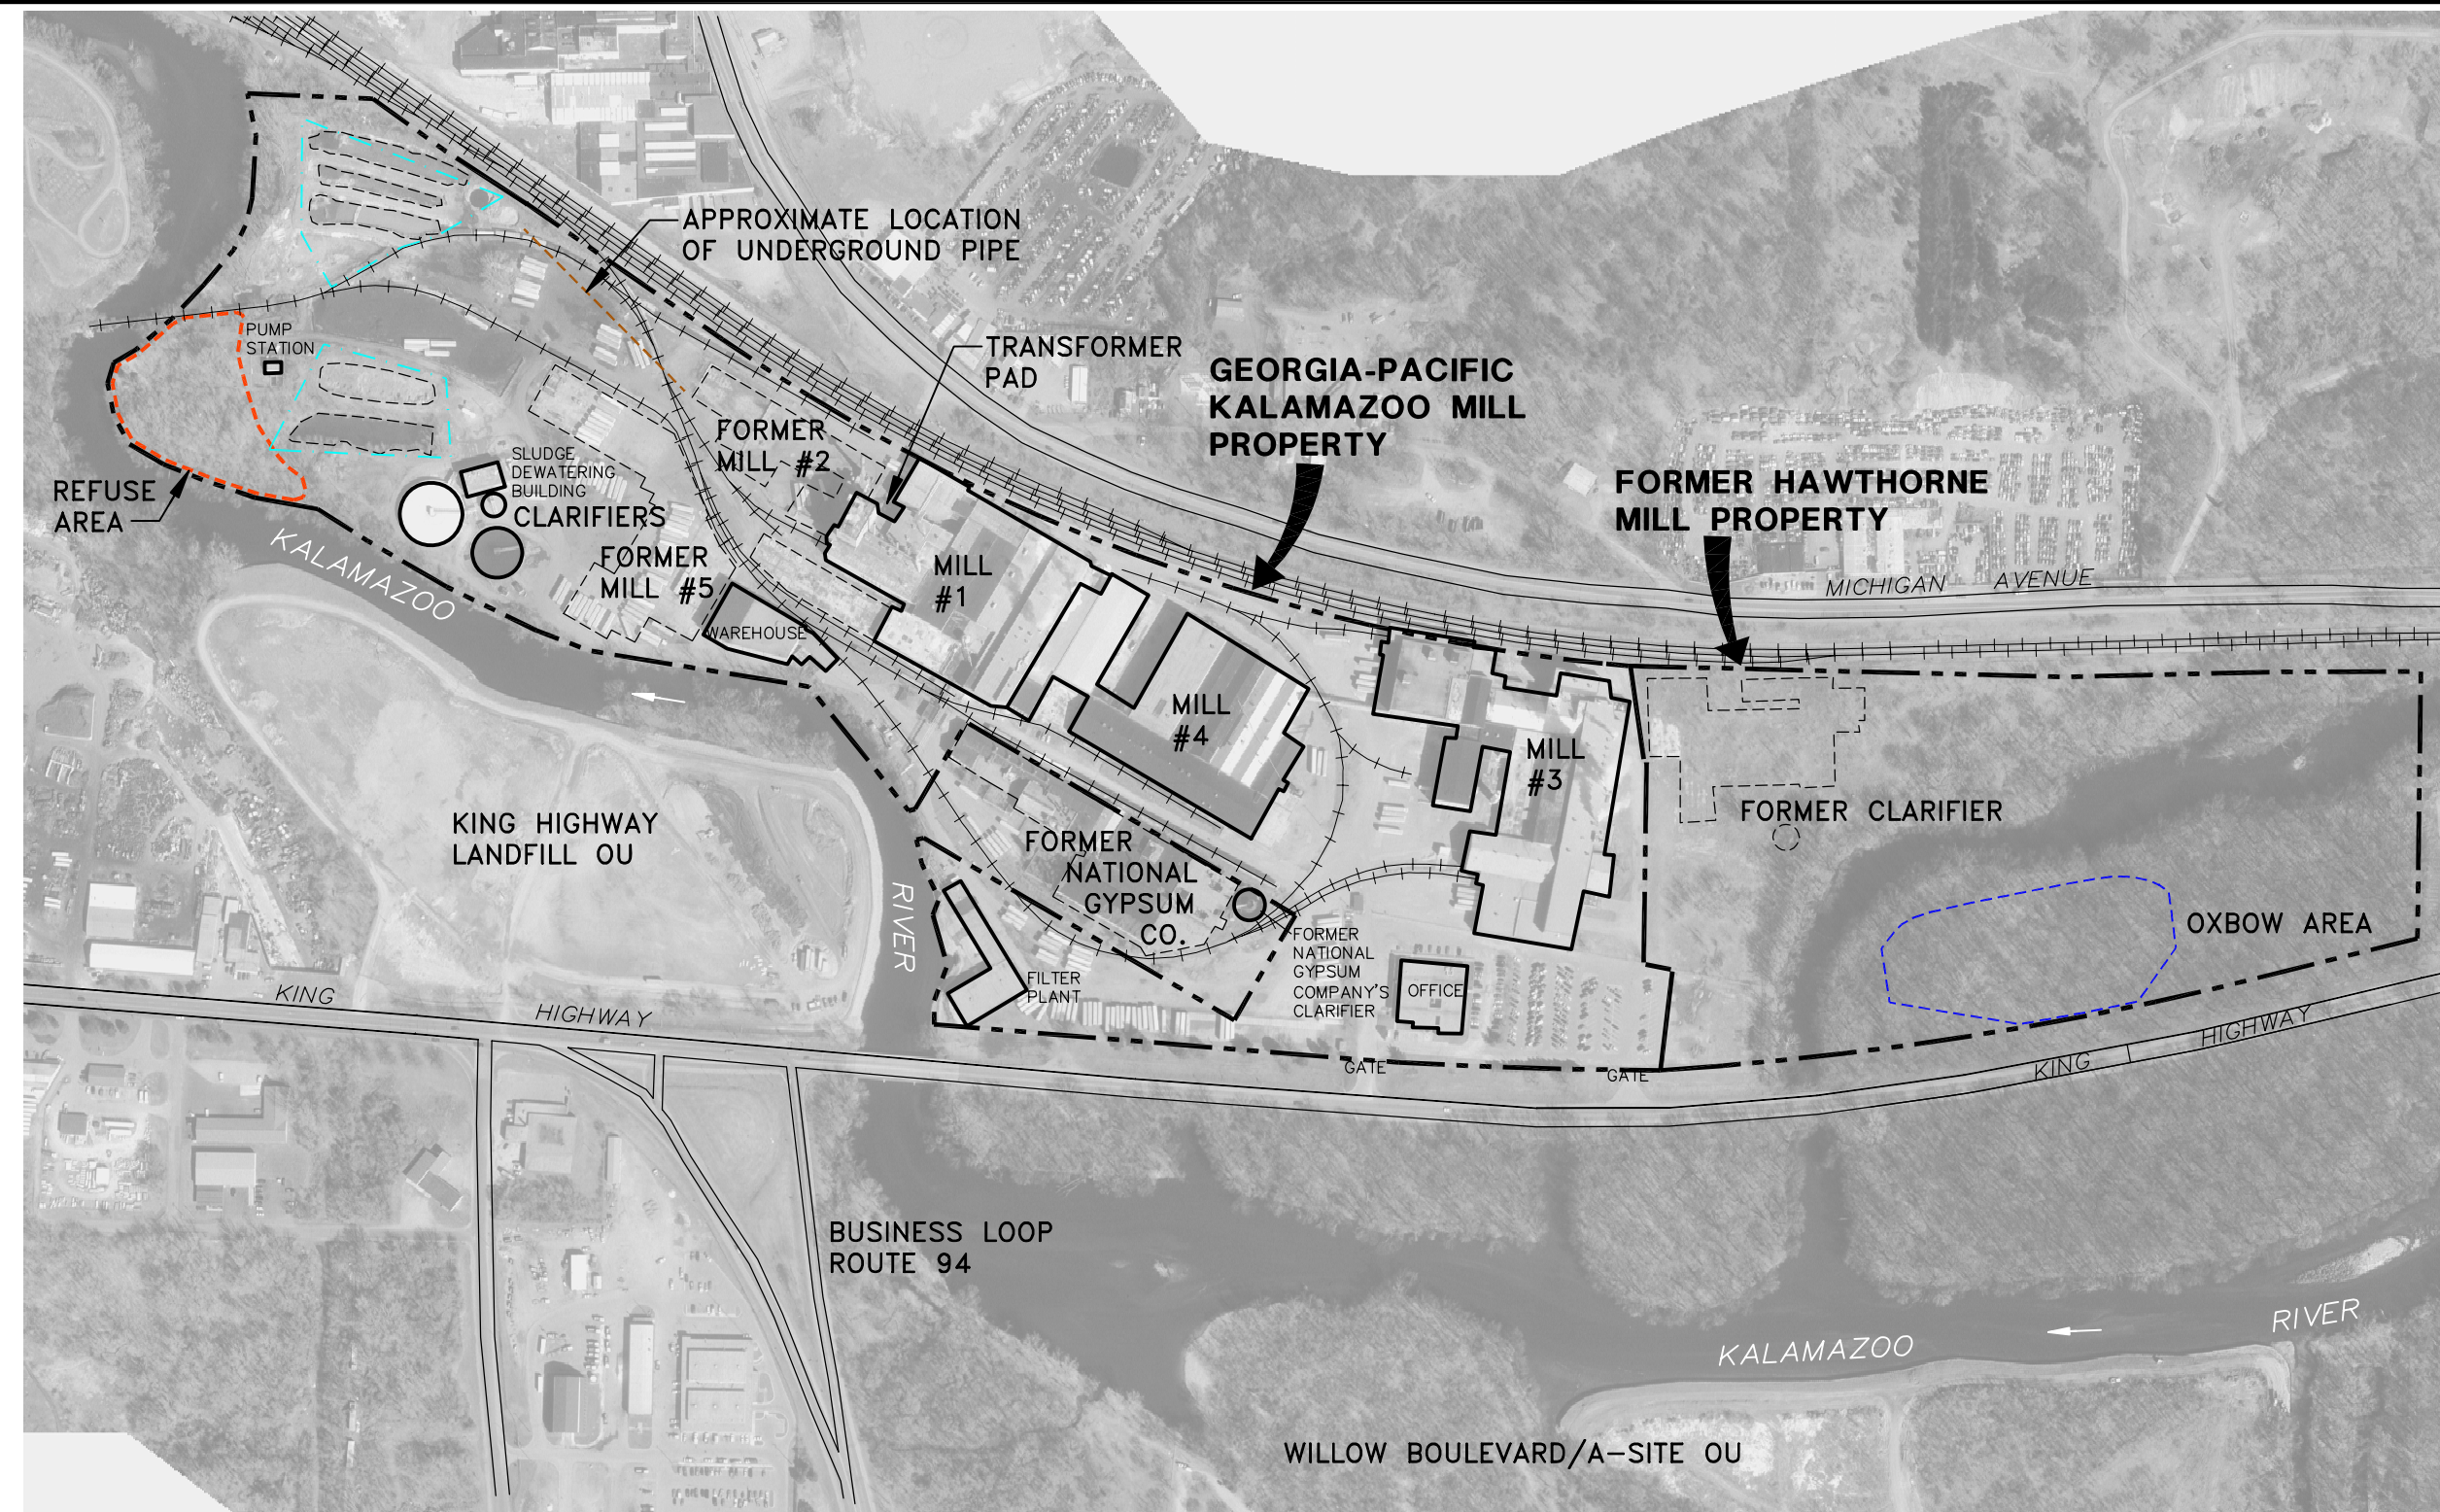 APPROXIMATE LOCATION
OF UNDERGROUND PIPE
PUMP
STATION
TRANSFORMER
PAD
GEORGIA-PACIFIC
KALAMAZOO MILL
PROPERTY
FORMER
MILL #2
SLUDGE
DEWATERING
BUILDING
CLARIFIERS
REFUSE
AREA
FORMER HAWTHORNE
MILL PROPERTY
KALAMAZOO
FORMER
MILL #5
MILL
#1
MICHIGAN AVENUE
WAREHOUSE
MILL
#4
MILL
#3
KING HIGHWAY
LANDFILL OU
FORMER CLARIFIER
FORMER
NATIONAL
GYPSUM
CO.
RIVER
OXBOW AREA
FORMER
NATIONAL
GYPSUM
COMPANY'S
CLARIFIER
FILTER
PLANT
OFFICE
KING HIGHWAY
GATE
GATE
KING HIGHWAY
BUSINESS LOOP
ROUTE 94
KALAMAZOO RIVER
WILLOW BOULEVARD/A-SITE OU